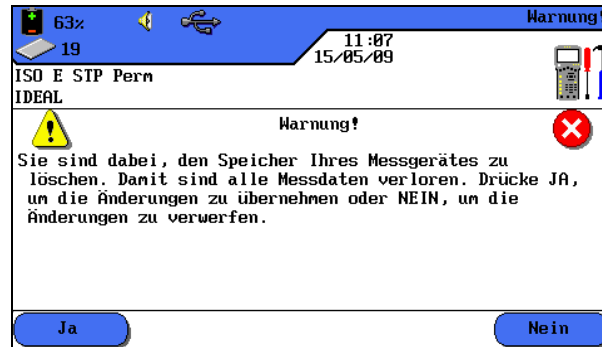 63%
Warnung!
19
11:07
15/05/09
ISO E STP Perm
IDEAL
Warnung!
Sie sind dabei, den Speicher Ihres Messgerätes zu
löschen. Damit sind alle Messdaten verloren. Drücke JA,
um die Änderungen zu übernehmen oder NEIN, um die
Änderungen zu verwerfen.
Ja
Nein